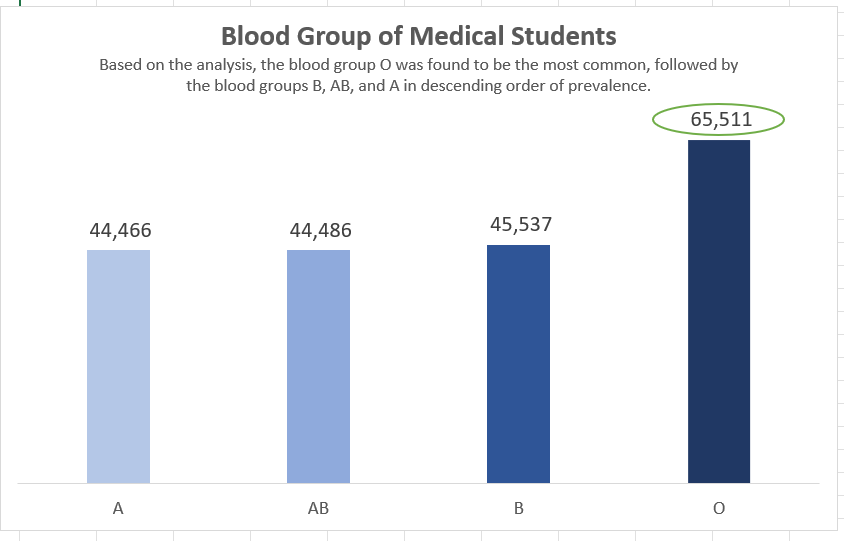 Blood Group of Medical Students
Based on the analysis, the blood group O was found to be the most common, followed by
the blood groups B, AB, and A in descending order of prevalence.
65,511
44,466
44,486
45,537
A
AB
B
O